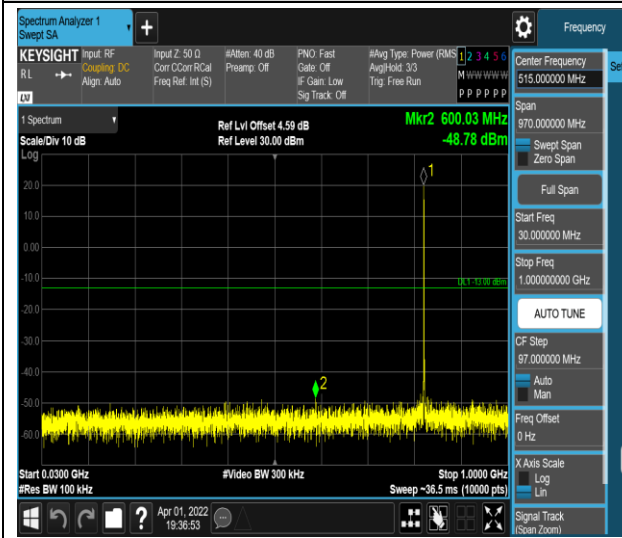 Spectrum Analyzer 1
Swept SA
+
Frequency
KEYSIGHT
RL
LXI
Input: RF
Coupling: DC
Align: Auto
Input Z: 50 Ω
Corr CCorr RCal
Freq Ref: Int (S)
#Atten: 40 dB
Preamp: Off
PNO: Fast
Gate: Off
IF Gain: Low
Sig Track: Off
#Avg Type: Power (RMS
Avg|Hold: 3/3
Trig: Free Run
1 2 3 4 5 6
M W W W W W
P P P P P P
1 Spectrum
Scale/Div 10 dB
Log
Ref Lvl Offset 4.59 dB
Ref Level 30.00 dBm
Mkr2 600.03 MHz
-48.78 dBm
1
20.0
10.0
0.00
-10.0
DL1 -13.00 dBm
-20.0
-30.0
-40.0
2
-50.0
-60.0
Start 0.0300 GHz
#Res BW 100 kHz
#Video BW 300 kHz
Stop 1.0000 GHz
Sweep ~36.5 ms (10000 pts)
Apr 01, 2022
19:36:53
?
Center Frequency
515.000000 MHz
Set
Span
970.000000 MHz
Swept Span
Zero Span
Full Span
Start Freq
30.000000 MHz
Stop Freq
1.000000000 GHz
AUTO TUNE
CF Step
97.000000 MHz
Auto
Man
Freq Offset
0 Hz
X Axis Scale
Log
Lin
Signal Track
(Span Zoom)